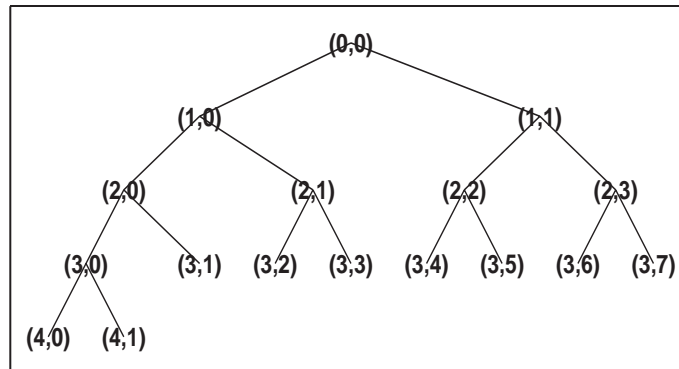 (0,0)
(1,0) (1,1)
(2,0) (2,1) (2,2) (2,3)
(3,0) (3,1) (3,2) (3,3) (3,4) (3,5) (3,6) (3,7)
(4,0) (4,1)